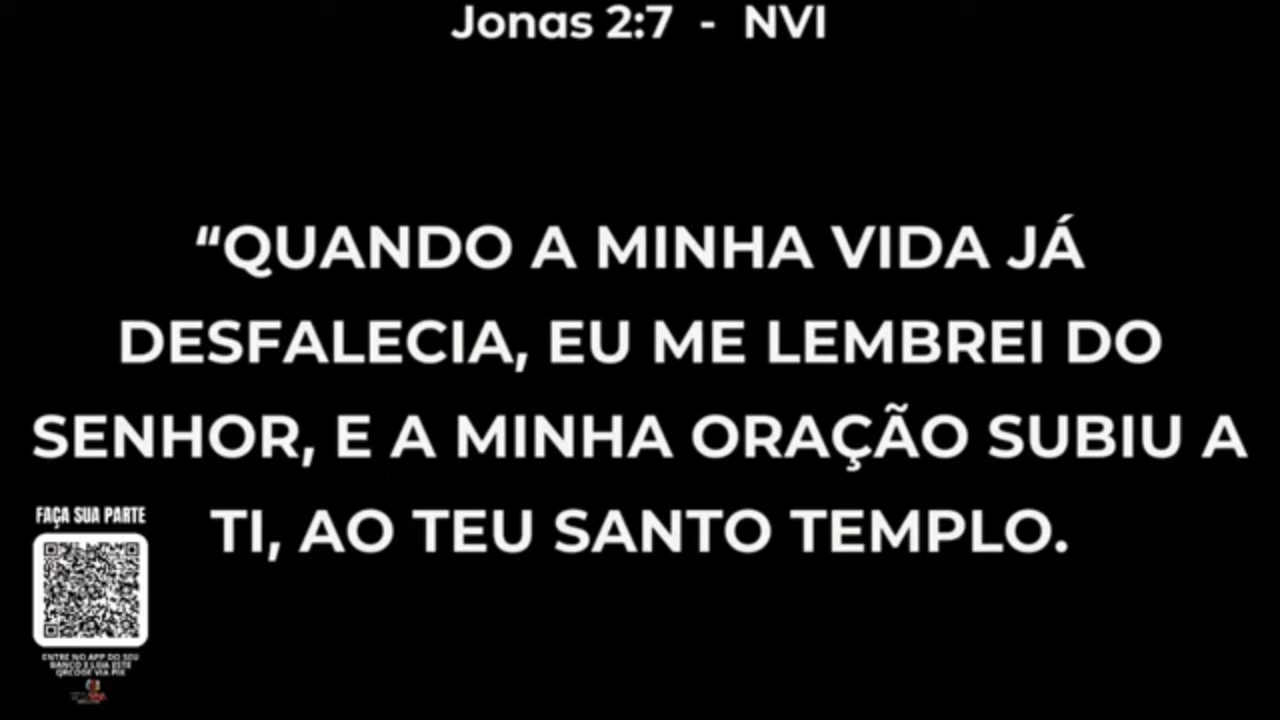 Jonas 2:7 - NVI
“QUANDO A MINHA VIDA JÁ
DESFALECIA, EU ME LEMBREI DO
SENHOR, E A MINHA ORAÇÃO SUBIU A
TI, AO TEU SANTO TEMPLO.
FAÇA SUA PARTE
ENTRE NO APP DO SEU
BANCO E LEIA ESTE
QRCODE VIA PIX